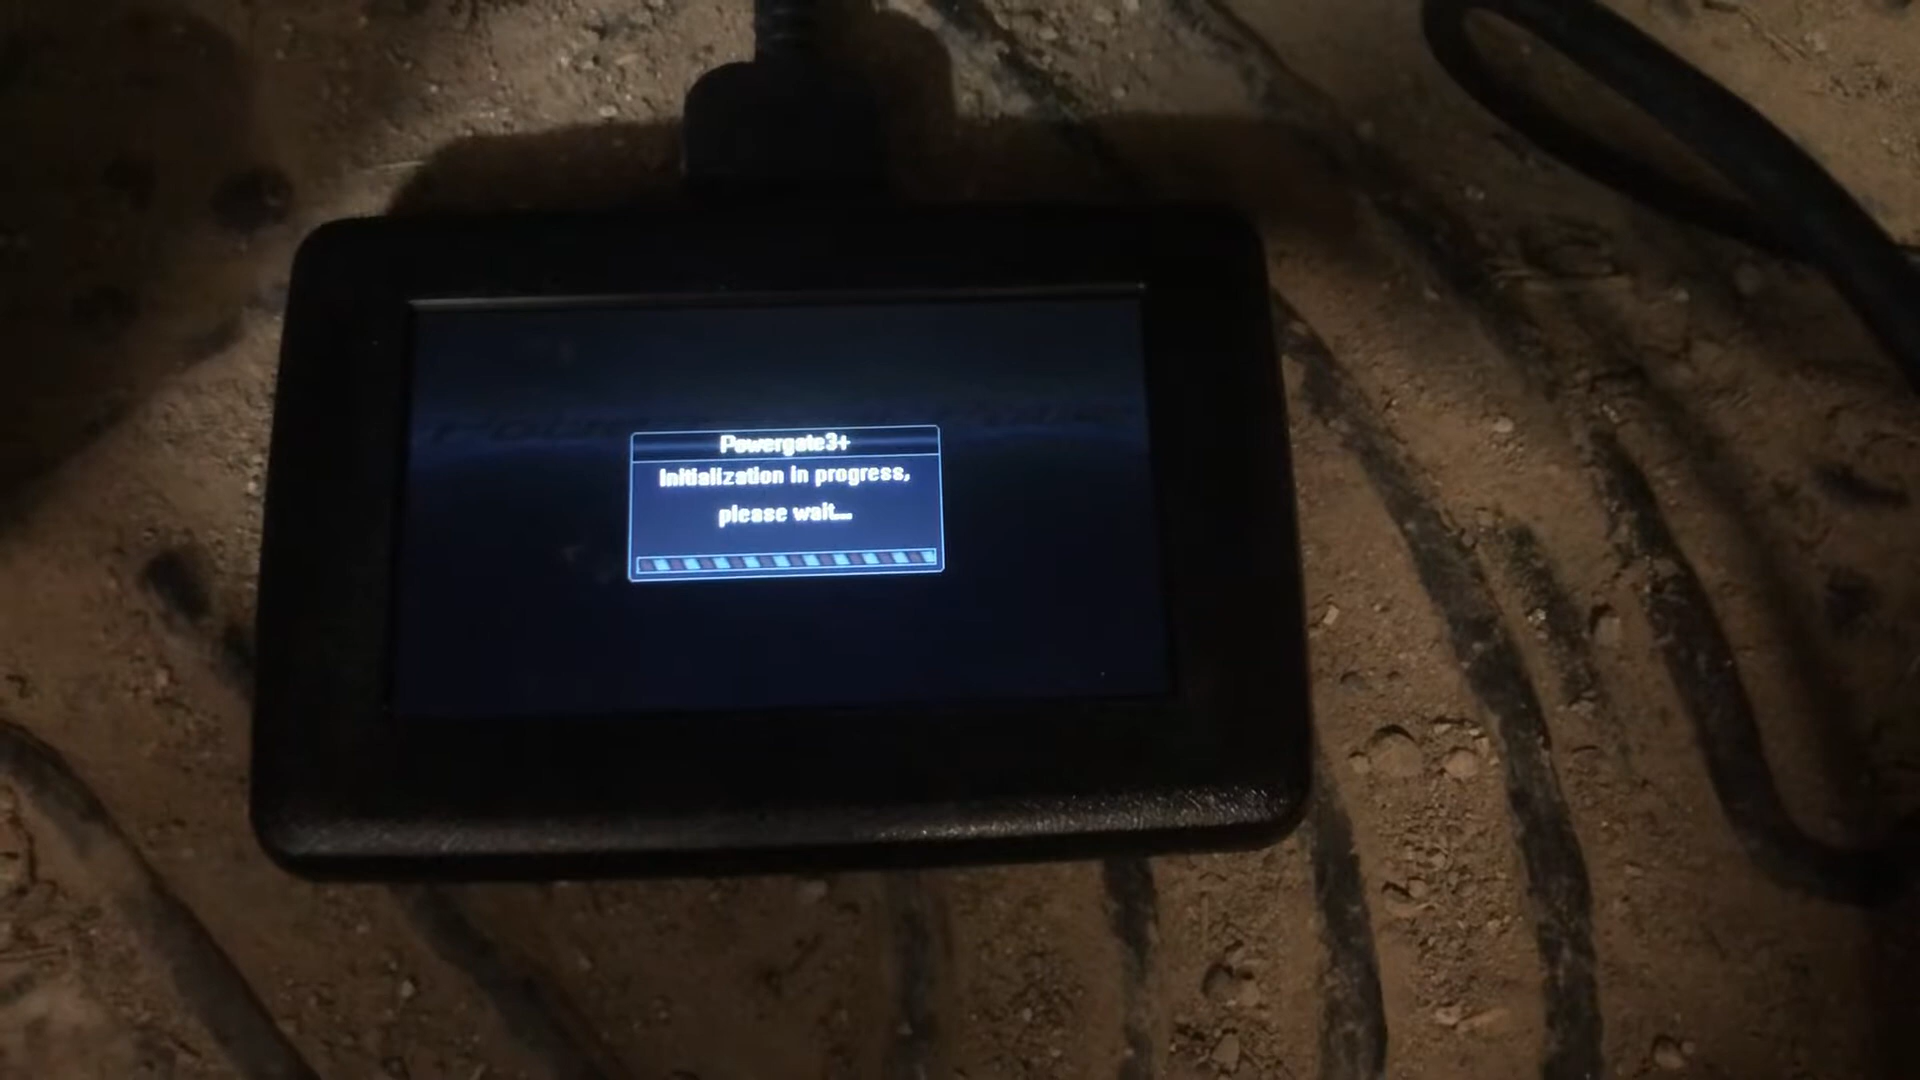 Powergate3+
Initialization in progress,
please wait...